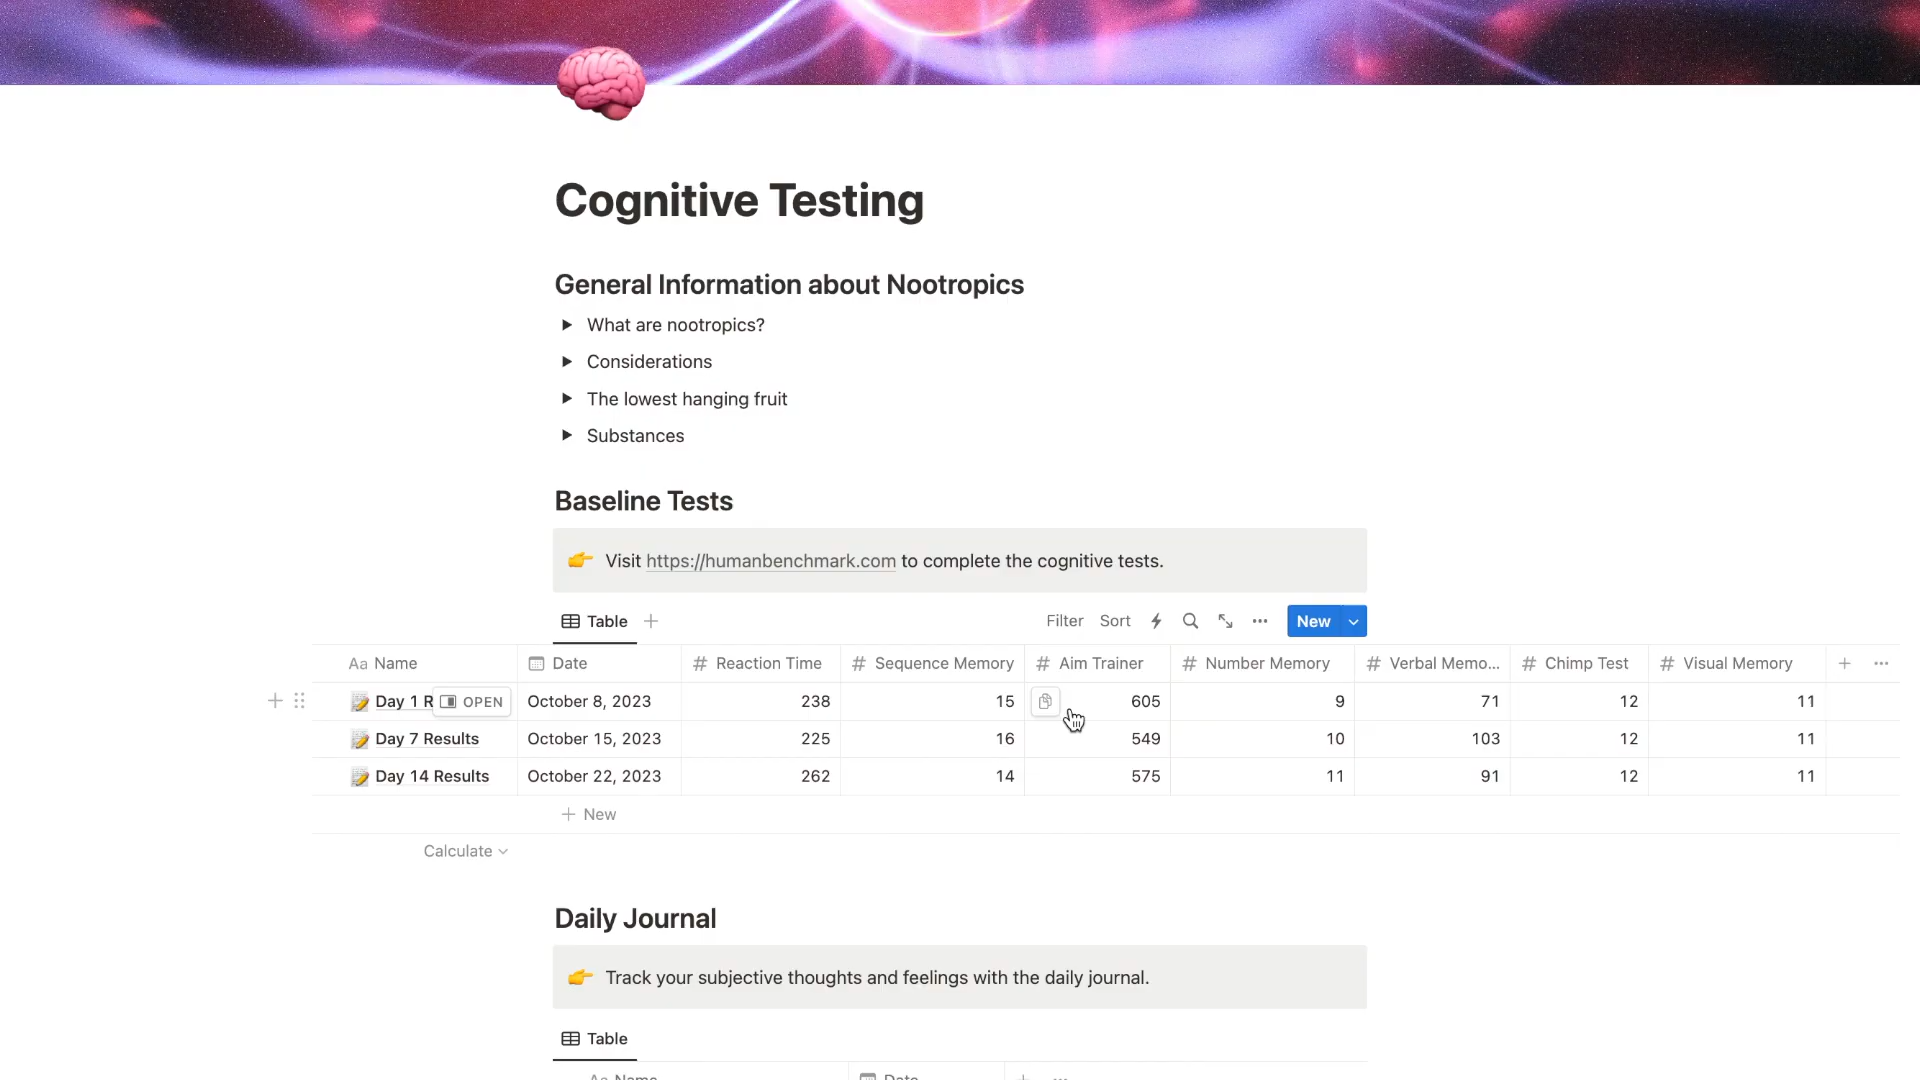 Cognitive Testing
General Information about Nootropics
What are nootropics?
Considerations
The lowest hanging fruit
Substances
Baseline Tests
Visit https://humanbenchmark.com to complete the cognitive tests.
Table
Filter Sort New
Aa Name Date # Reaction Time # Sequence Memory # Aim Trainer # Number Memory # Verbal Memo... # Chimp Test # Visual Memory
Day 1 R OPEN October 8, 2023 238 15 605 9 71 12 11
Day 7 Results October 15, 2023 225 16 549 10 103 12 11
Day 14 Results October 22, 2023 262 14 575 11 91 12 11
+ New
Calculate
Daily Journal
Track your subjective thoughts and feelings with the daily journal.
Table
Aa Name Date